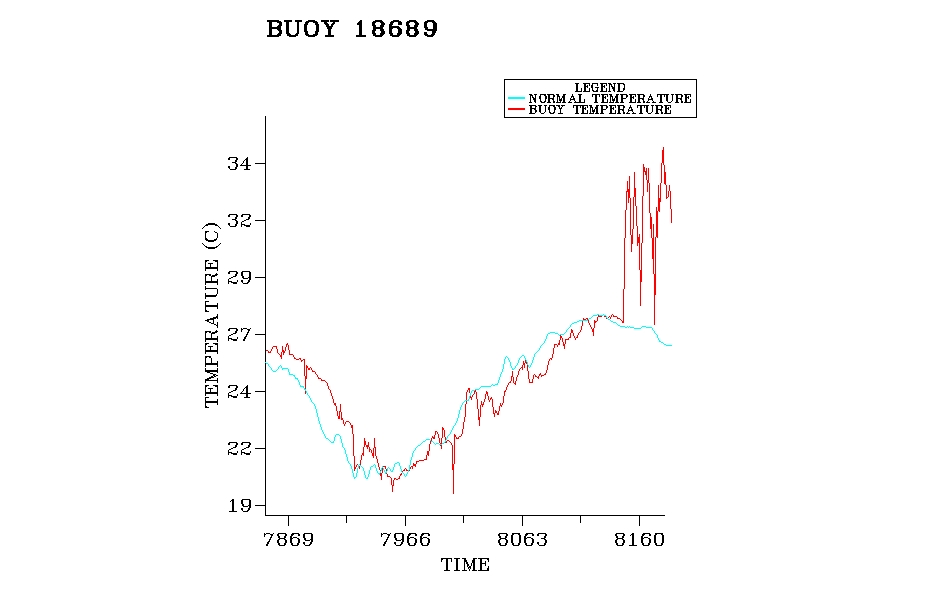 BUOY 18689
LEGEND
NORMAL TEMPERATURE
BUOY TEMPERATURE
34
32
29
27
24
22
19
TEMPERATURE (C)
7869 7966 8063 8160
TIME